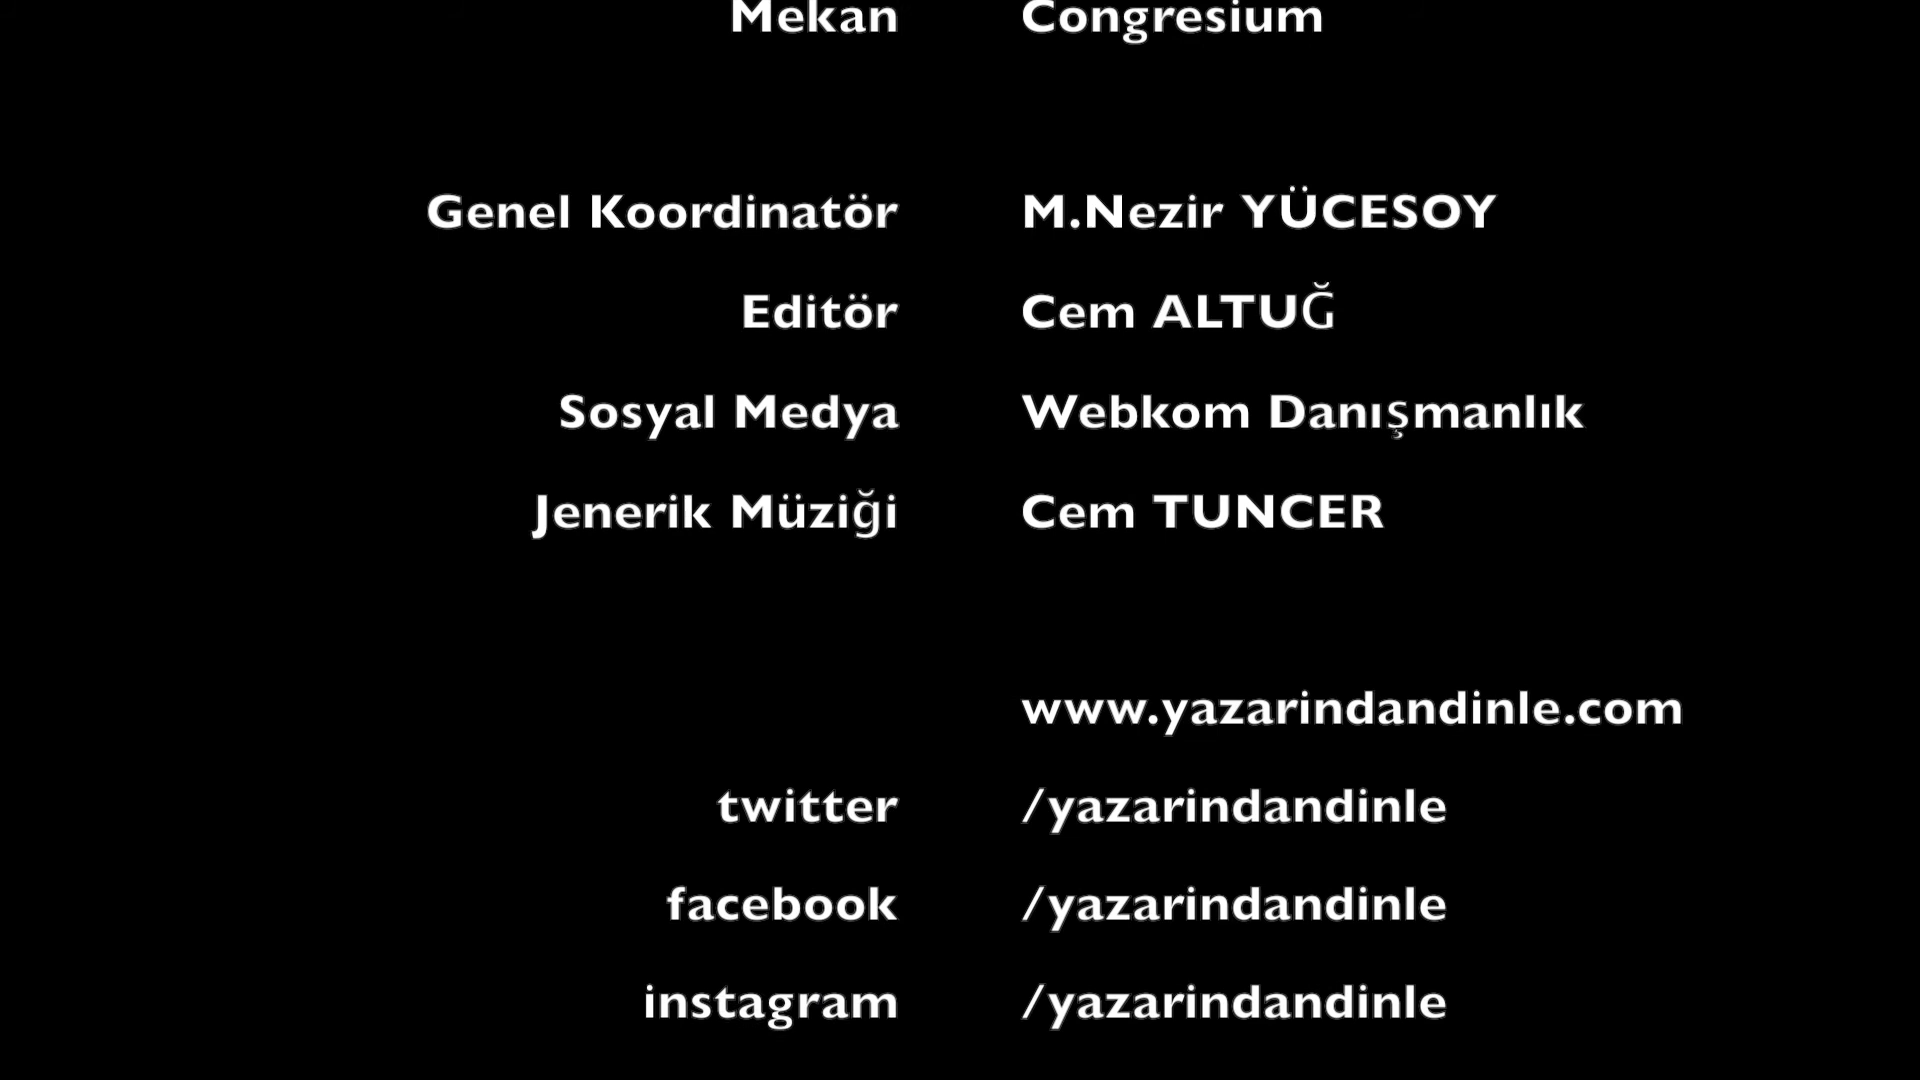 Mekan Congresium
Genel Koordinatör M.Nezir YÜCESOY
Editör Cem ALTUĞ
Sosyal Medya Webkom Danışmanlık
Jenerik Müziği Cem TUNCER
www.yazarindandinle.com
twitter /yazarindandinle
facebook /yazarindandinle
instagram /yazarindandinle